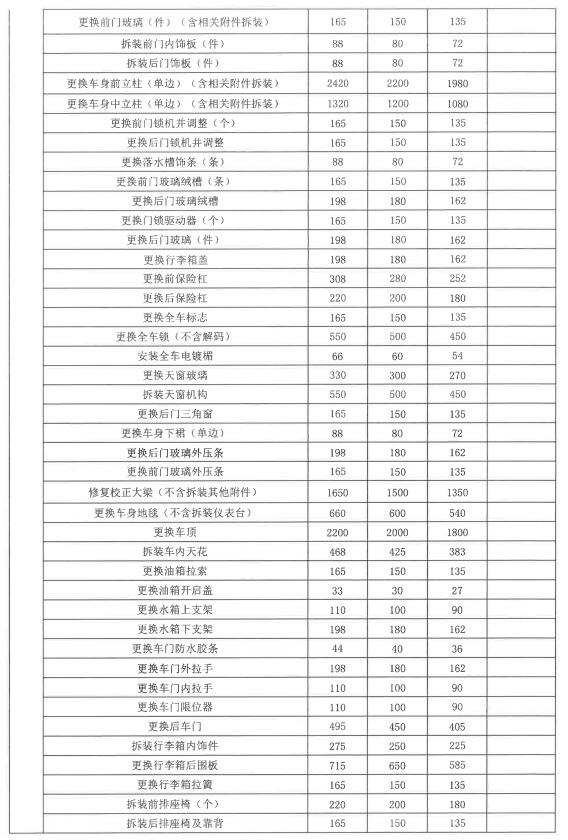 更换前门玻璃（件）（含相关附件拆装） 165 150 135
拆装前门内饰板（件） 88 80 72
拆装后门饰板（件） 88 80 72
更换车身前立柱（单边）（含相关附件拆装） 2420 2200 1980
更换车身中立柱（单边）（含相关附件拆装） 1320 1200 1080
更换前门锁机并调整（个） 165 150 135
更换后门锁机井调整 165 150 135
更换落水槽饰条（条） 88 80 72
更换前门玻璃绒槽（条） 165 150 135
更换后门玻璃绒槽 198 180 162
更换门锁驱动器（个） 165 150 135
更换后门玻璃（件） 198 180 162
更换行李箱盖 198 180 162
更换前保险杠 308 280 252
更换后保险杠 220 200 180
更换全车标志 165 150 135
更换全车锁（不含解码） 550 500 450
安装全车电镀楣 66 60 54
更换天窗玻璃 330 300 270
拆装天窗机构 550 500 450
更换后门三角窗 165 150 135
更换车身下裙（单边） 88 80 72
更换后门玻璃外压条 198 180 162
更换前门玻璃外压条 165 150 135
修复校正大梁（不含拆装其他附件） 1650 1500 1350
更换车身地毯（不含拆装仪表台） 660 600 540
更换车顶 2200 2000 1800
拆装车内天花 468 425 383
更换油箱拉索 165 150 135
更换油箱开启盖 33 30 27
更换水箱上支架 110 100 90
更换水箱下支架 198 180 162
更换车门防水胶条 44 40 36
更换车门外拉手 198 180 162
更换车门内拉手 110 100 90
更换车门限位器 110 100 90
更换后车门 495 450 405
拆装行李箱内饰件 275 250 225
更换行李箱后围板 715 650 585
更换行李箱拉簧 165 150 135
拆装前排座椅（个） 220 200 180
拆装后排座椅及靠背 165 150 135